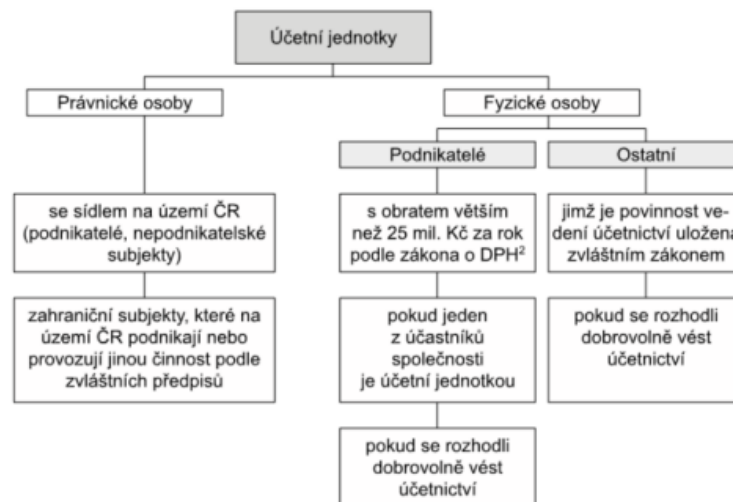 Účetní jednotky
Právnické osoby
Fyzické osoby
Podnikatelé
Ostatní
se sídlem na území ČR
(podnikatelé, nepodnikatelské
subjekty)
s obratem větším
než 25 mil. Kč za rok
podle zákona o DPH²
jimž je povinnost ve-
dení účetnictví uložena
zvláštním zákonem
zahraniční subjekty, které na
území ČR podnikají nebo
provozují jinou činnost podle
zvláštních předpisů
pokud jeden
z účastníků
společnosti
je účetní jednotkou
pokud se rozhodli
dobrovolně vést
účetnictví
pokud se rozhodli
dobrovolně vést
účetnictví